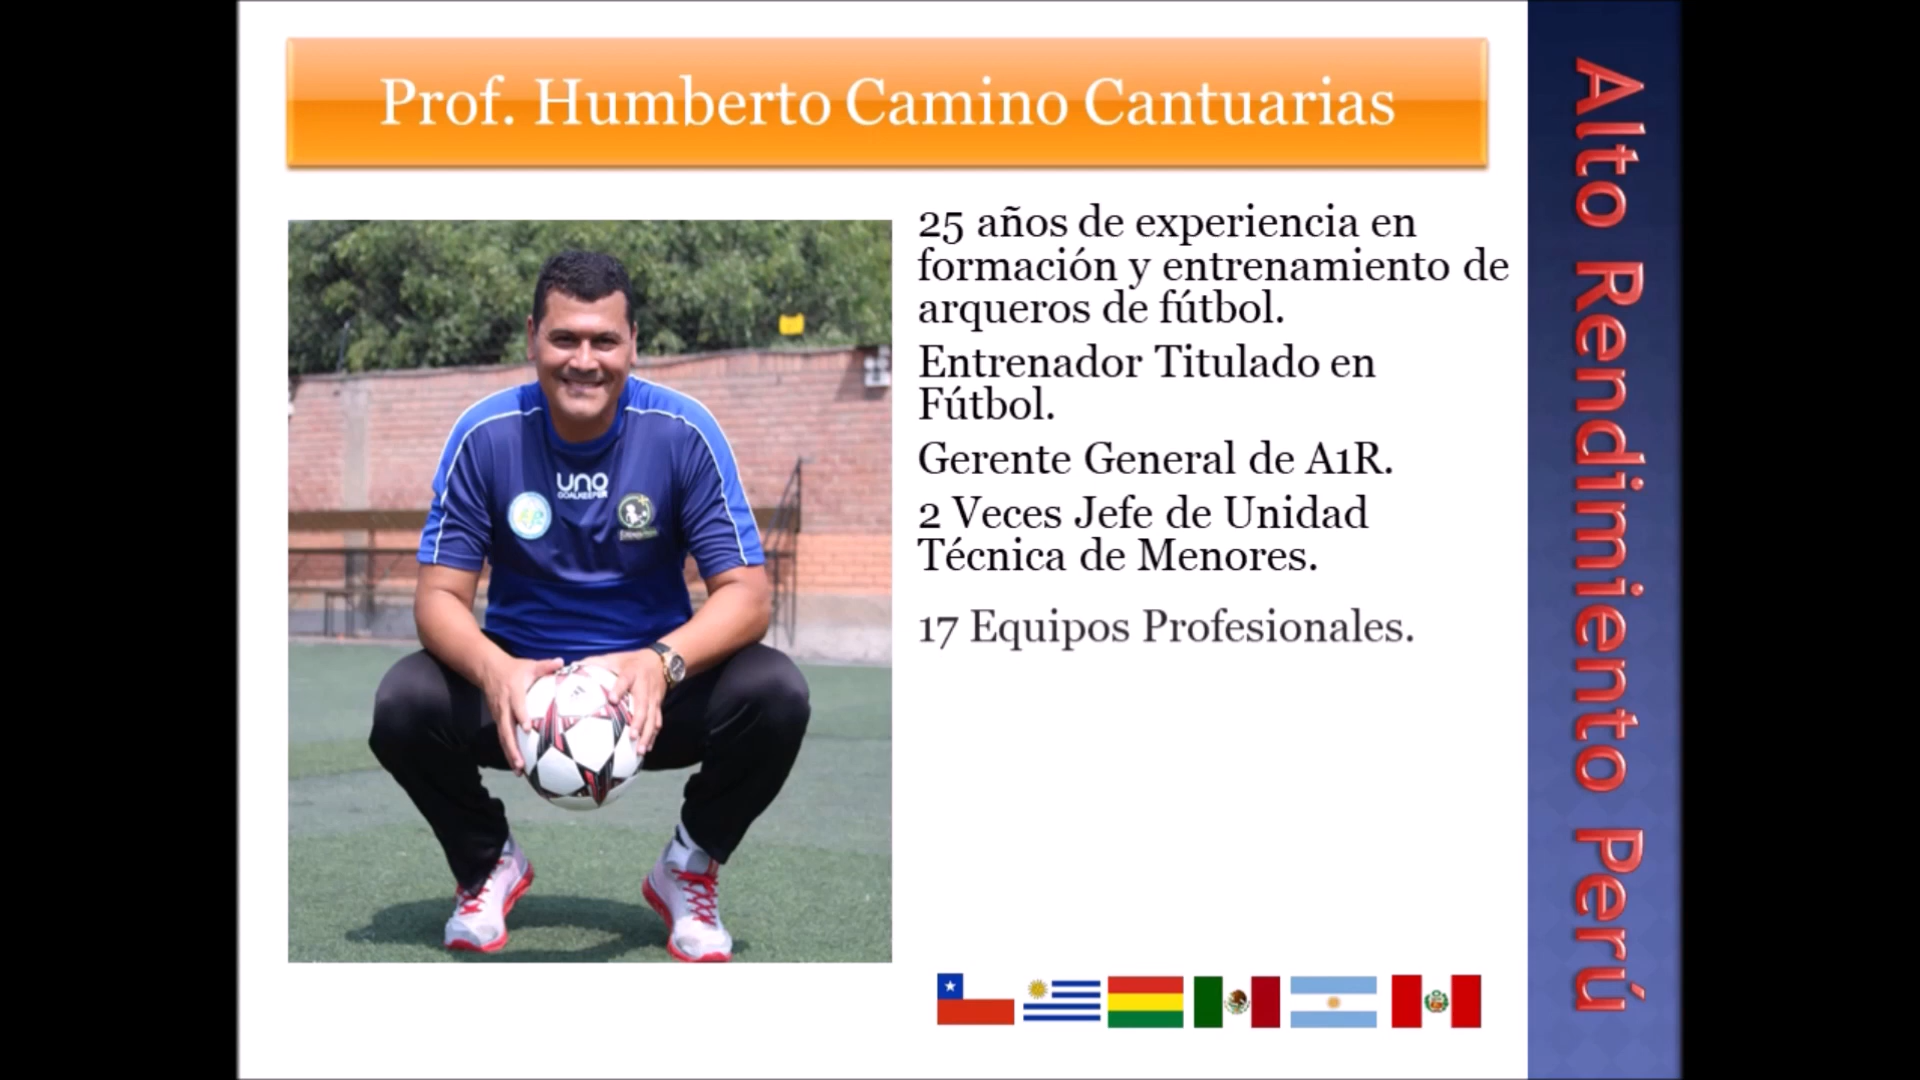 Prof. Humberto Camino Cantuarias
25 años de experiencia en
formación y entrenamiento de
arqueros de fútbol.
Entrenador Titulado en
Fútbol.
Gerente General de A1R.
2 Veces Jefe de Unidad
Técnica de Menores.
17 Equipos Profesionales.
uno
GOALKEEPER
Alto Rendimiento Perú